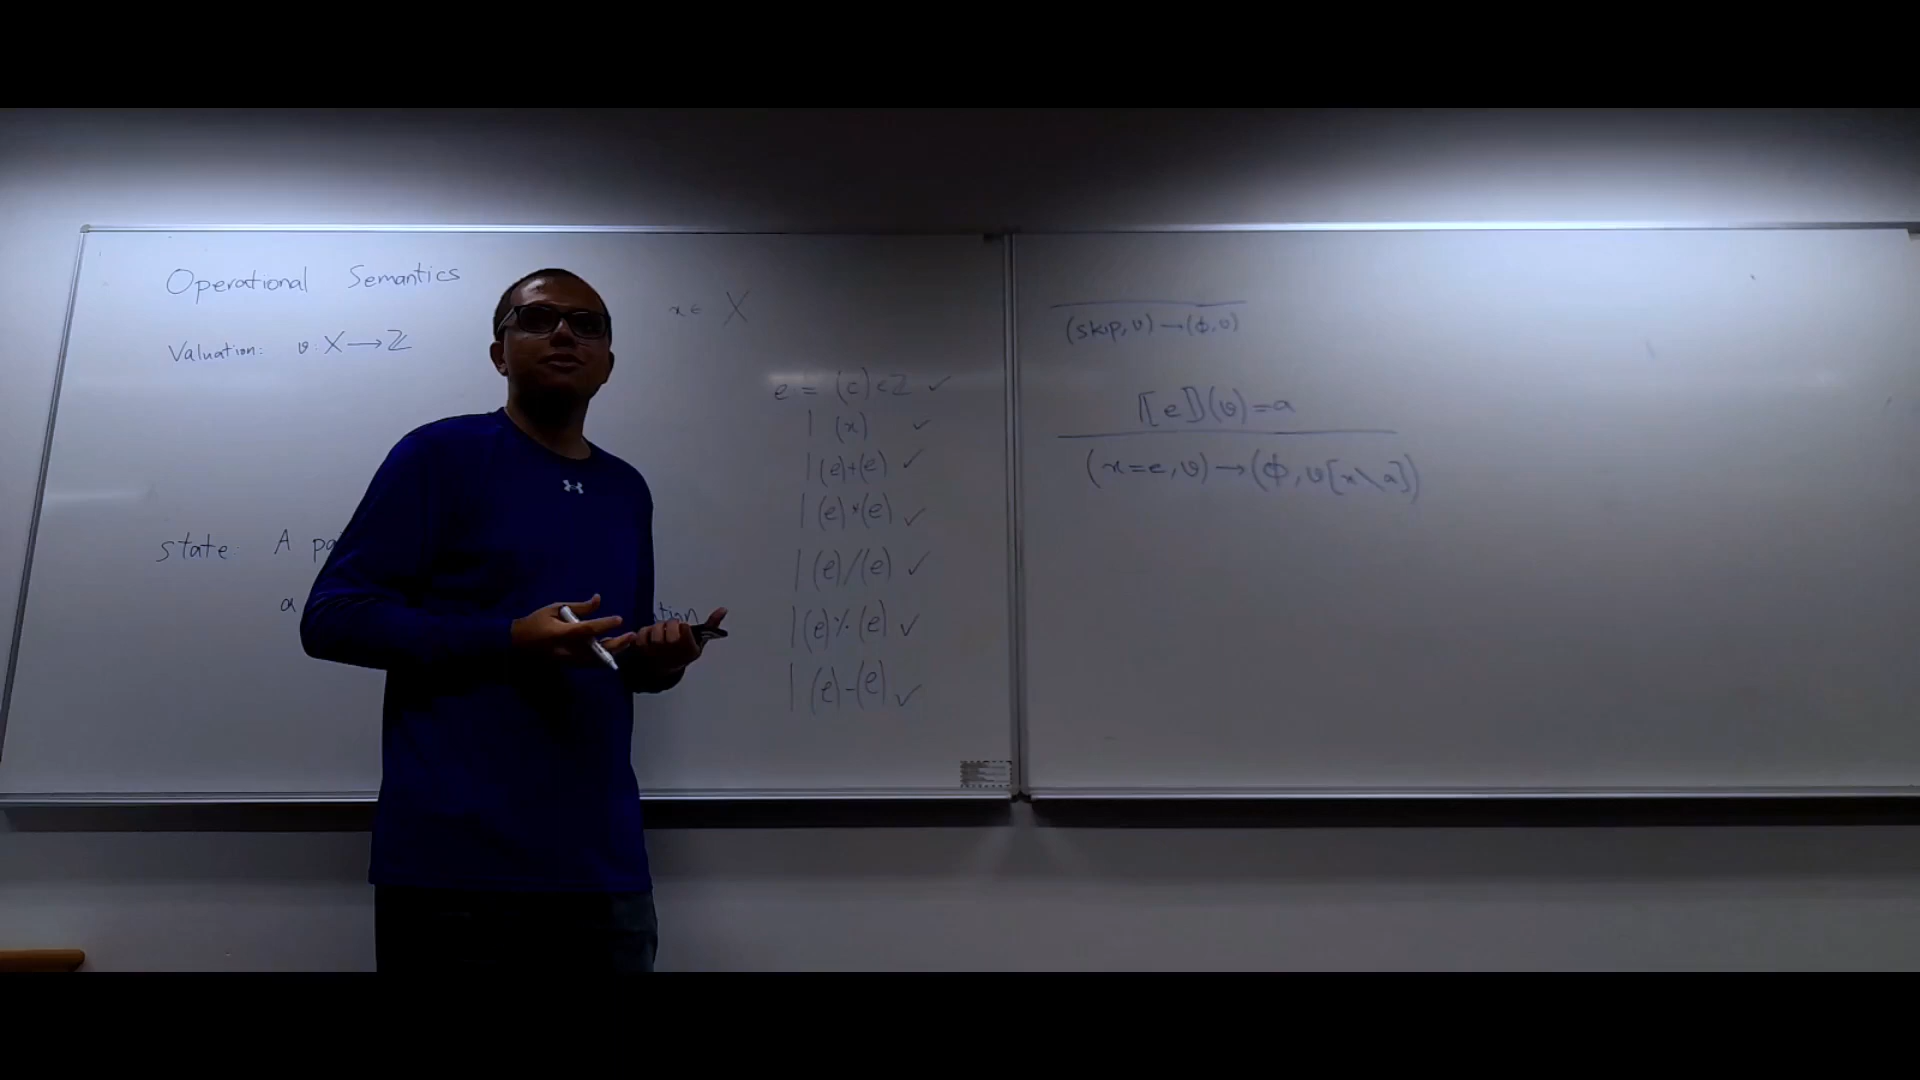 Operational Semantics
Valuation: v: X → ℤ
state: A
x ∈ X
e := (c) ∈ ℤ ✓
| (x) ✓
| (e)+(e) ✓
| (e)*(e) ✓
| (e)/(e) ✓
| (e)%(e) ✓
| (e)-(e) ✓
(skip, v) → (ϕ, v)
⟦e⟧(v)=a
(x=e, v) → (ϕ, v[x\a])